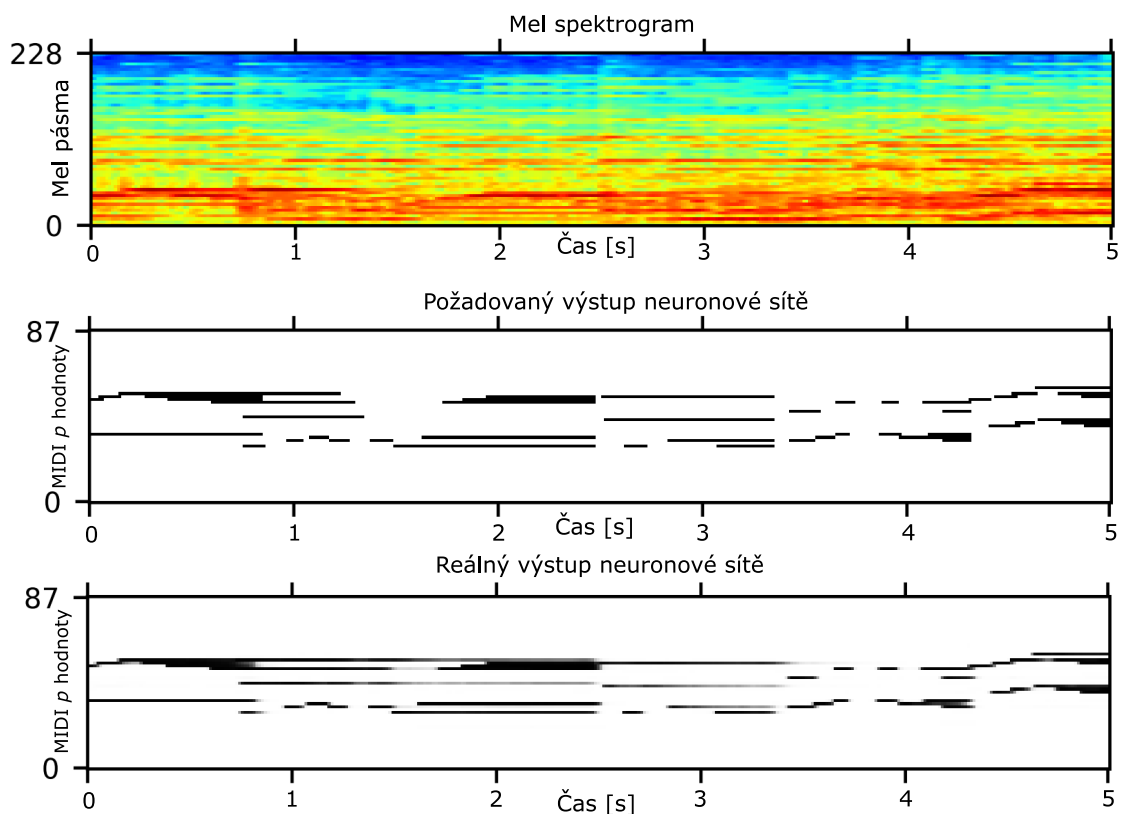 Mel spektrogram
228
Mel pásma
0
0 1 2 3 4 5
Čas [s]
Požadovaný výstup neuronové sítě
87
MIDI p hodnoty
0
0 1 2 3 4 5
Čas [s]
Reálný výstup neuronové sítě
87
MIDI p hodnoty
0
0 1 2 3 4 5
Čas [s]